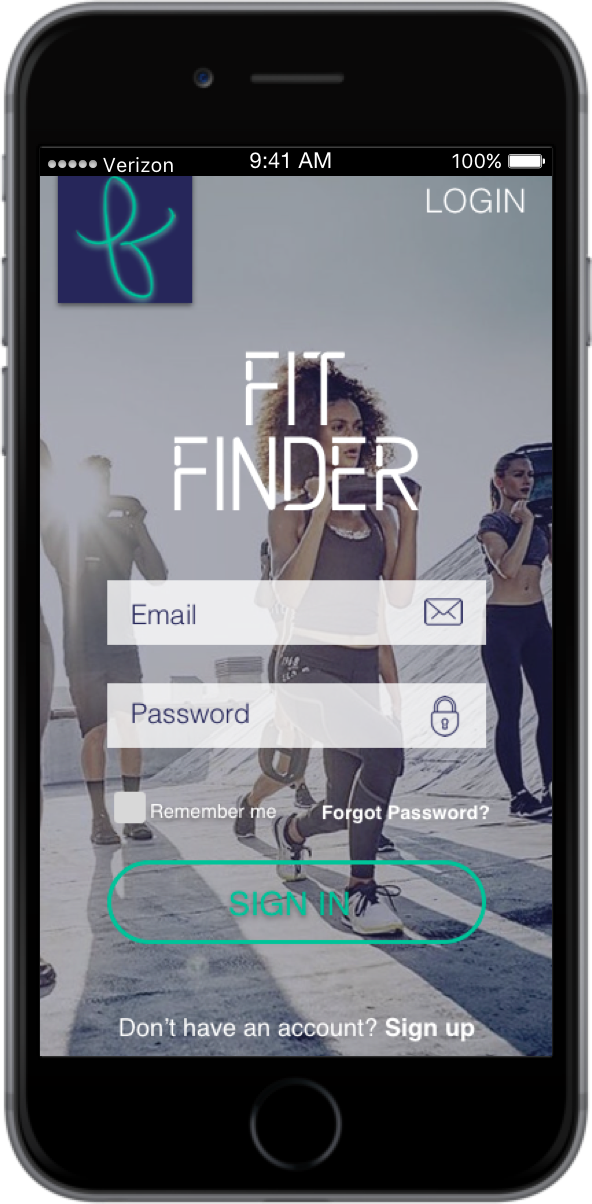 Verizon 9:41 AM 100%
LOGIN
FIT
FINDER
Email
Password
Remember me Forgot Password?
SIGN IN
Don't have an account? Sign up